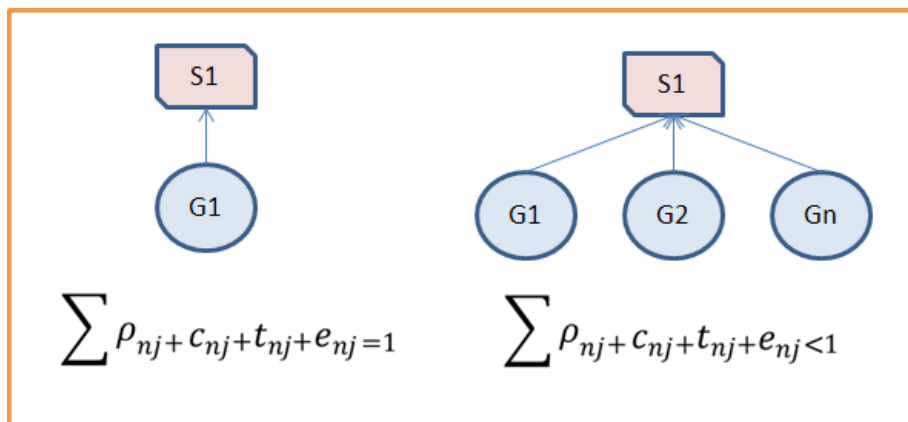 S1
G1
∑ρₙⱼ₊cₙⱼ₊tₙⱼ₊eₙⱼ₌₁
S1
G1 G2 Gn
∑ρₙⱼ₊cₙⱼ₊tₙⱼ₊eₙⱼ<1